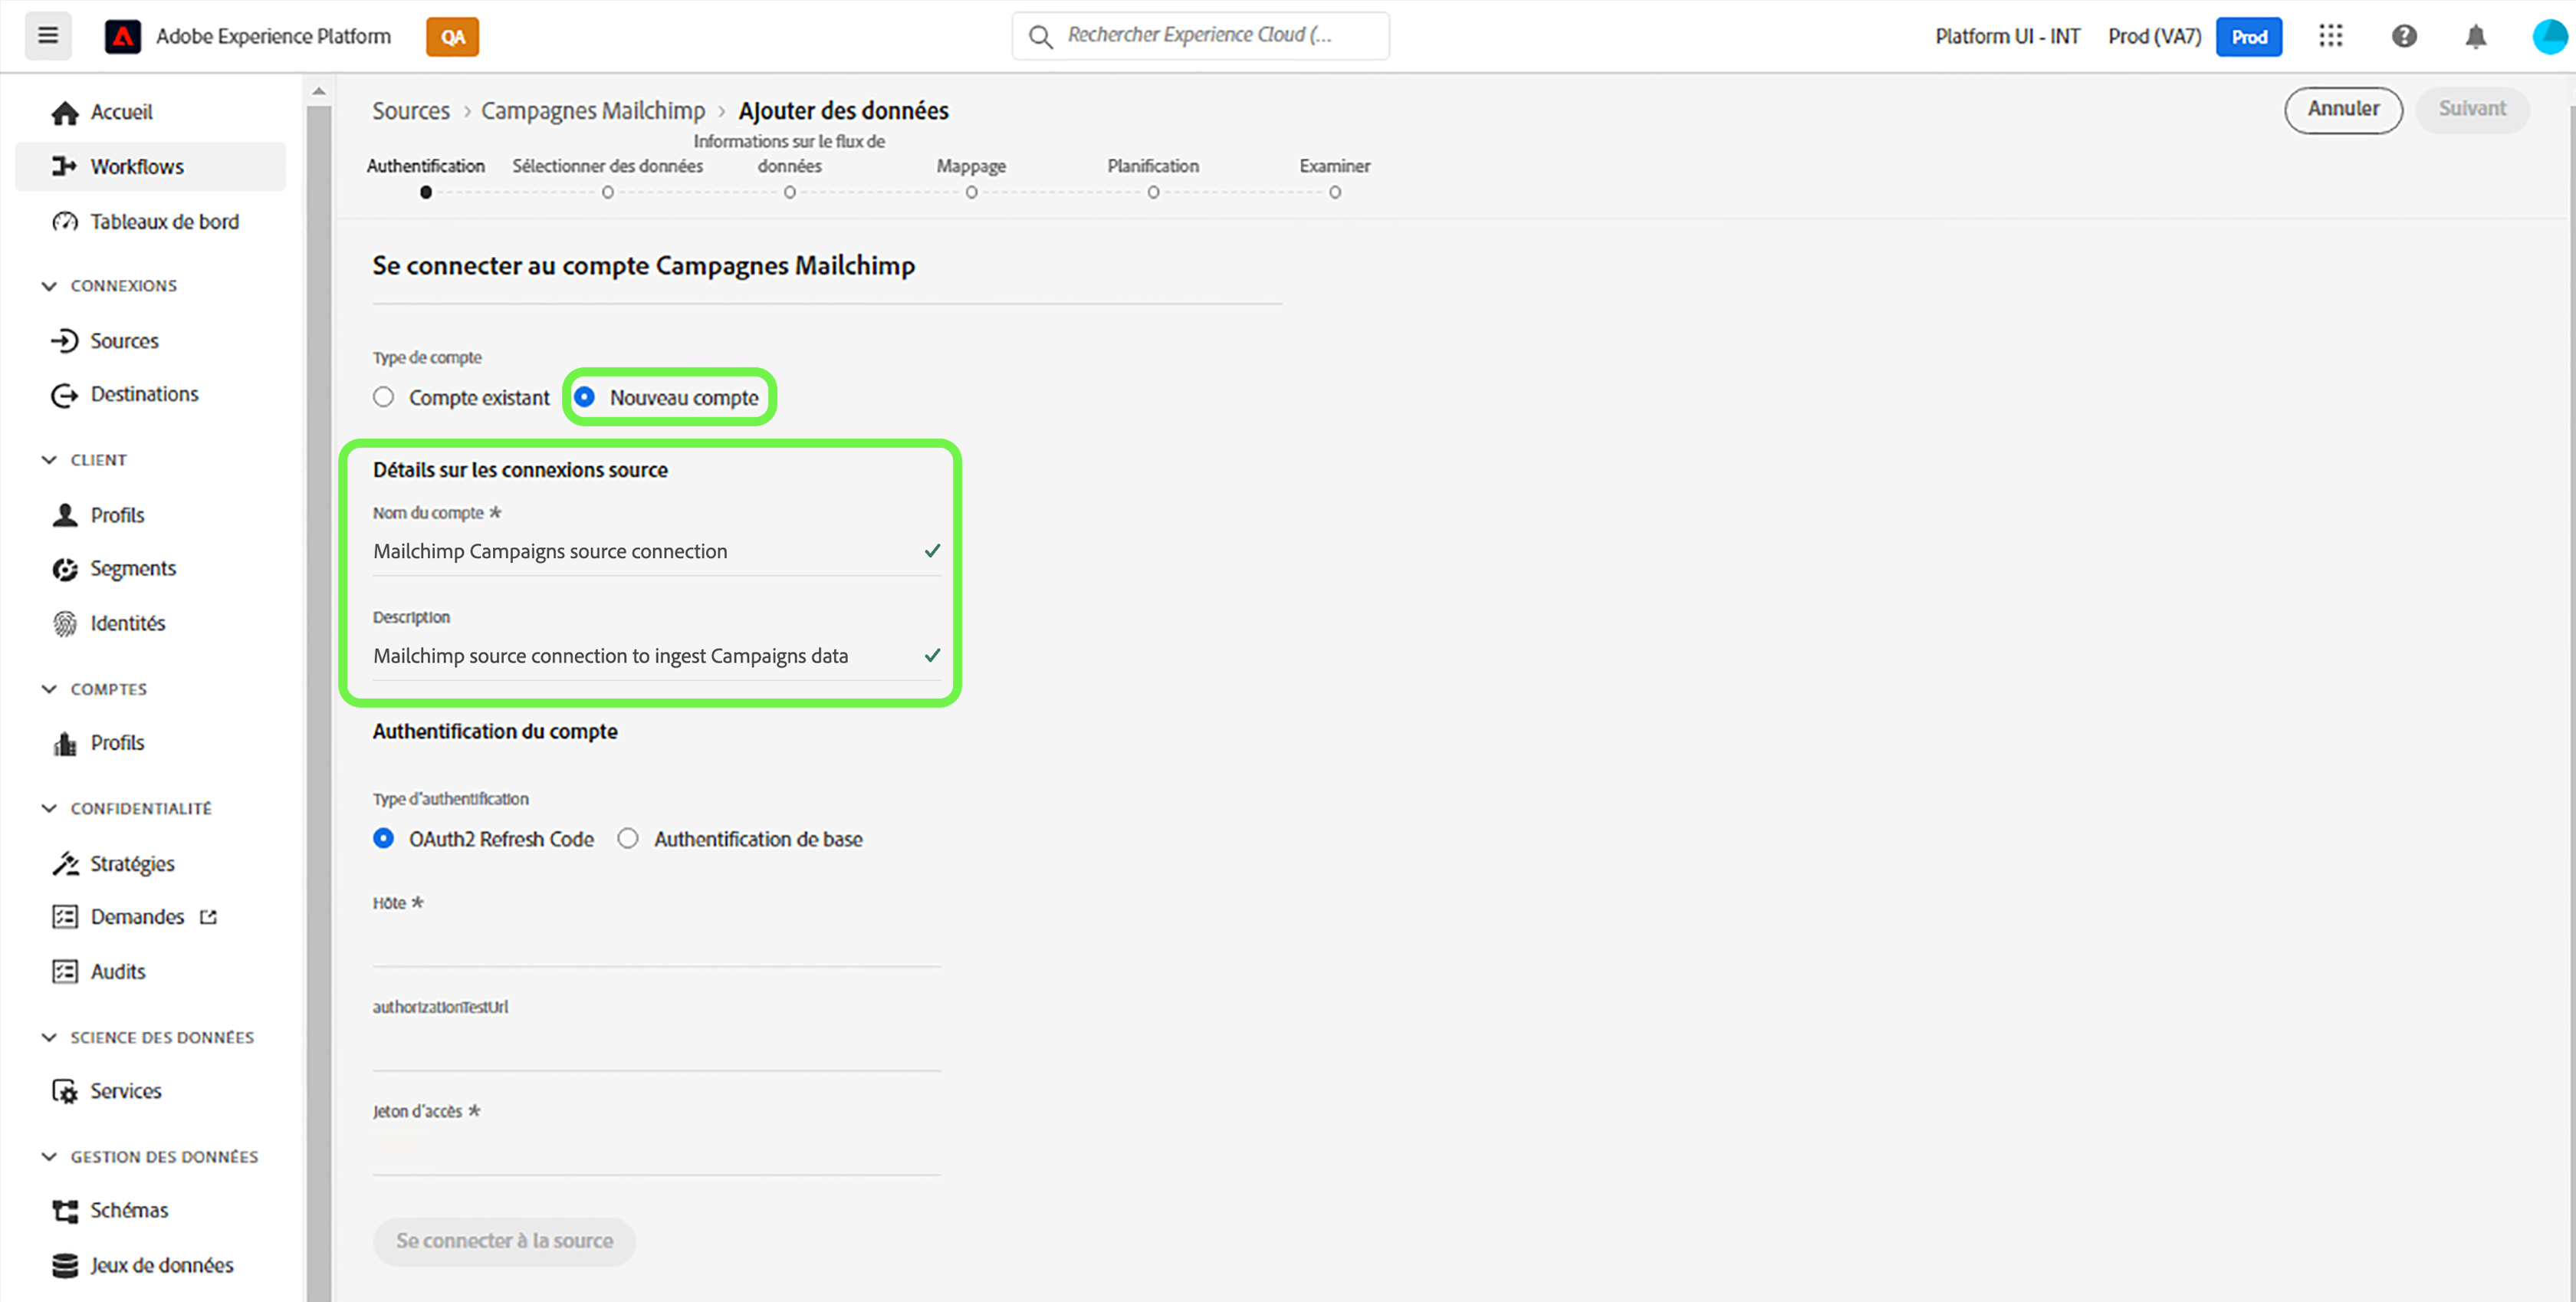 Adobe Experience Platform
QA
Rechercher Experience Cloud (...
Platform UI - INT
Prod (VA7)
Prod
Accueil
Workflows
Tableaux de bord
CONNEXIONS
Sources
Destinations
CLIENT
Profils
Segments
Identités
COMPTES
Profils
CONFIDENTIALITÉ
Stratégies
Demandes
Audits
SCIENCE DES DONNÉES
Services
GESTION DES DONNÉES
Schémas
Jeux de données
Sources > Campagnes Mailchimp > Ajouter des données
Annuler
Suivant
Authentification
Sélectionner des données
Informations sur le flux de
données
Mappage
Planification
Examiner
Se connecter au compte Campagnes Mailchimp
Type de compte
Compte existant
Nouveau compte
Détails sur les connexions source
Nom du compte *
Mailchimp Campaigns source connection
Description
Mailchimp source connection to ingest Campaigns data
Authentification du compte
Type d'authentification
OAuth2 Refresh Code
Authentification de base
Hôte *
authorizationTestUrl
Jeton d'accès *
Se connecter à la source